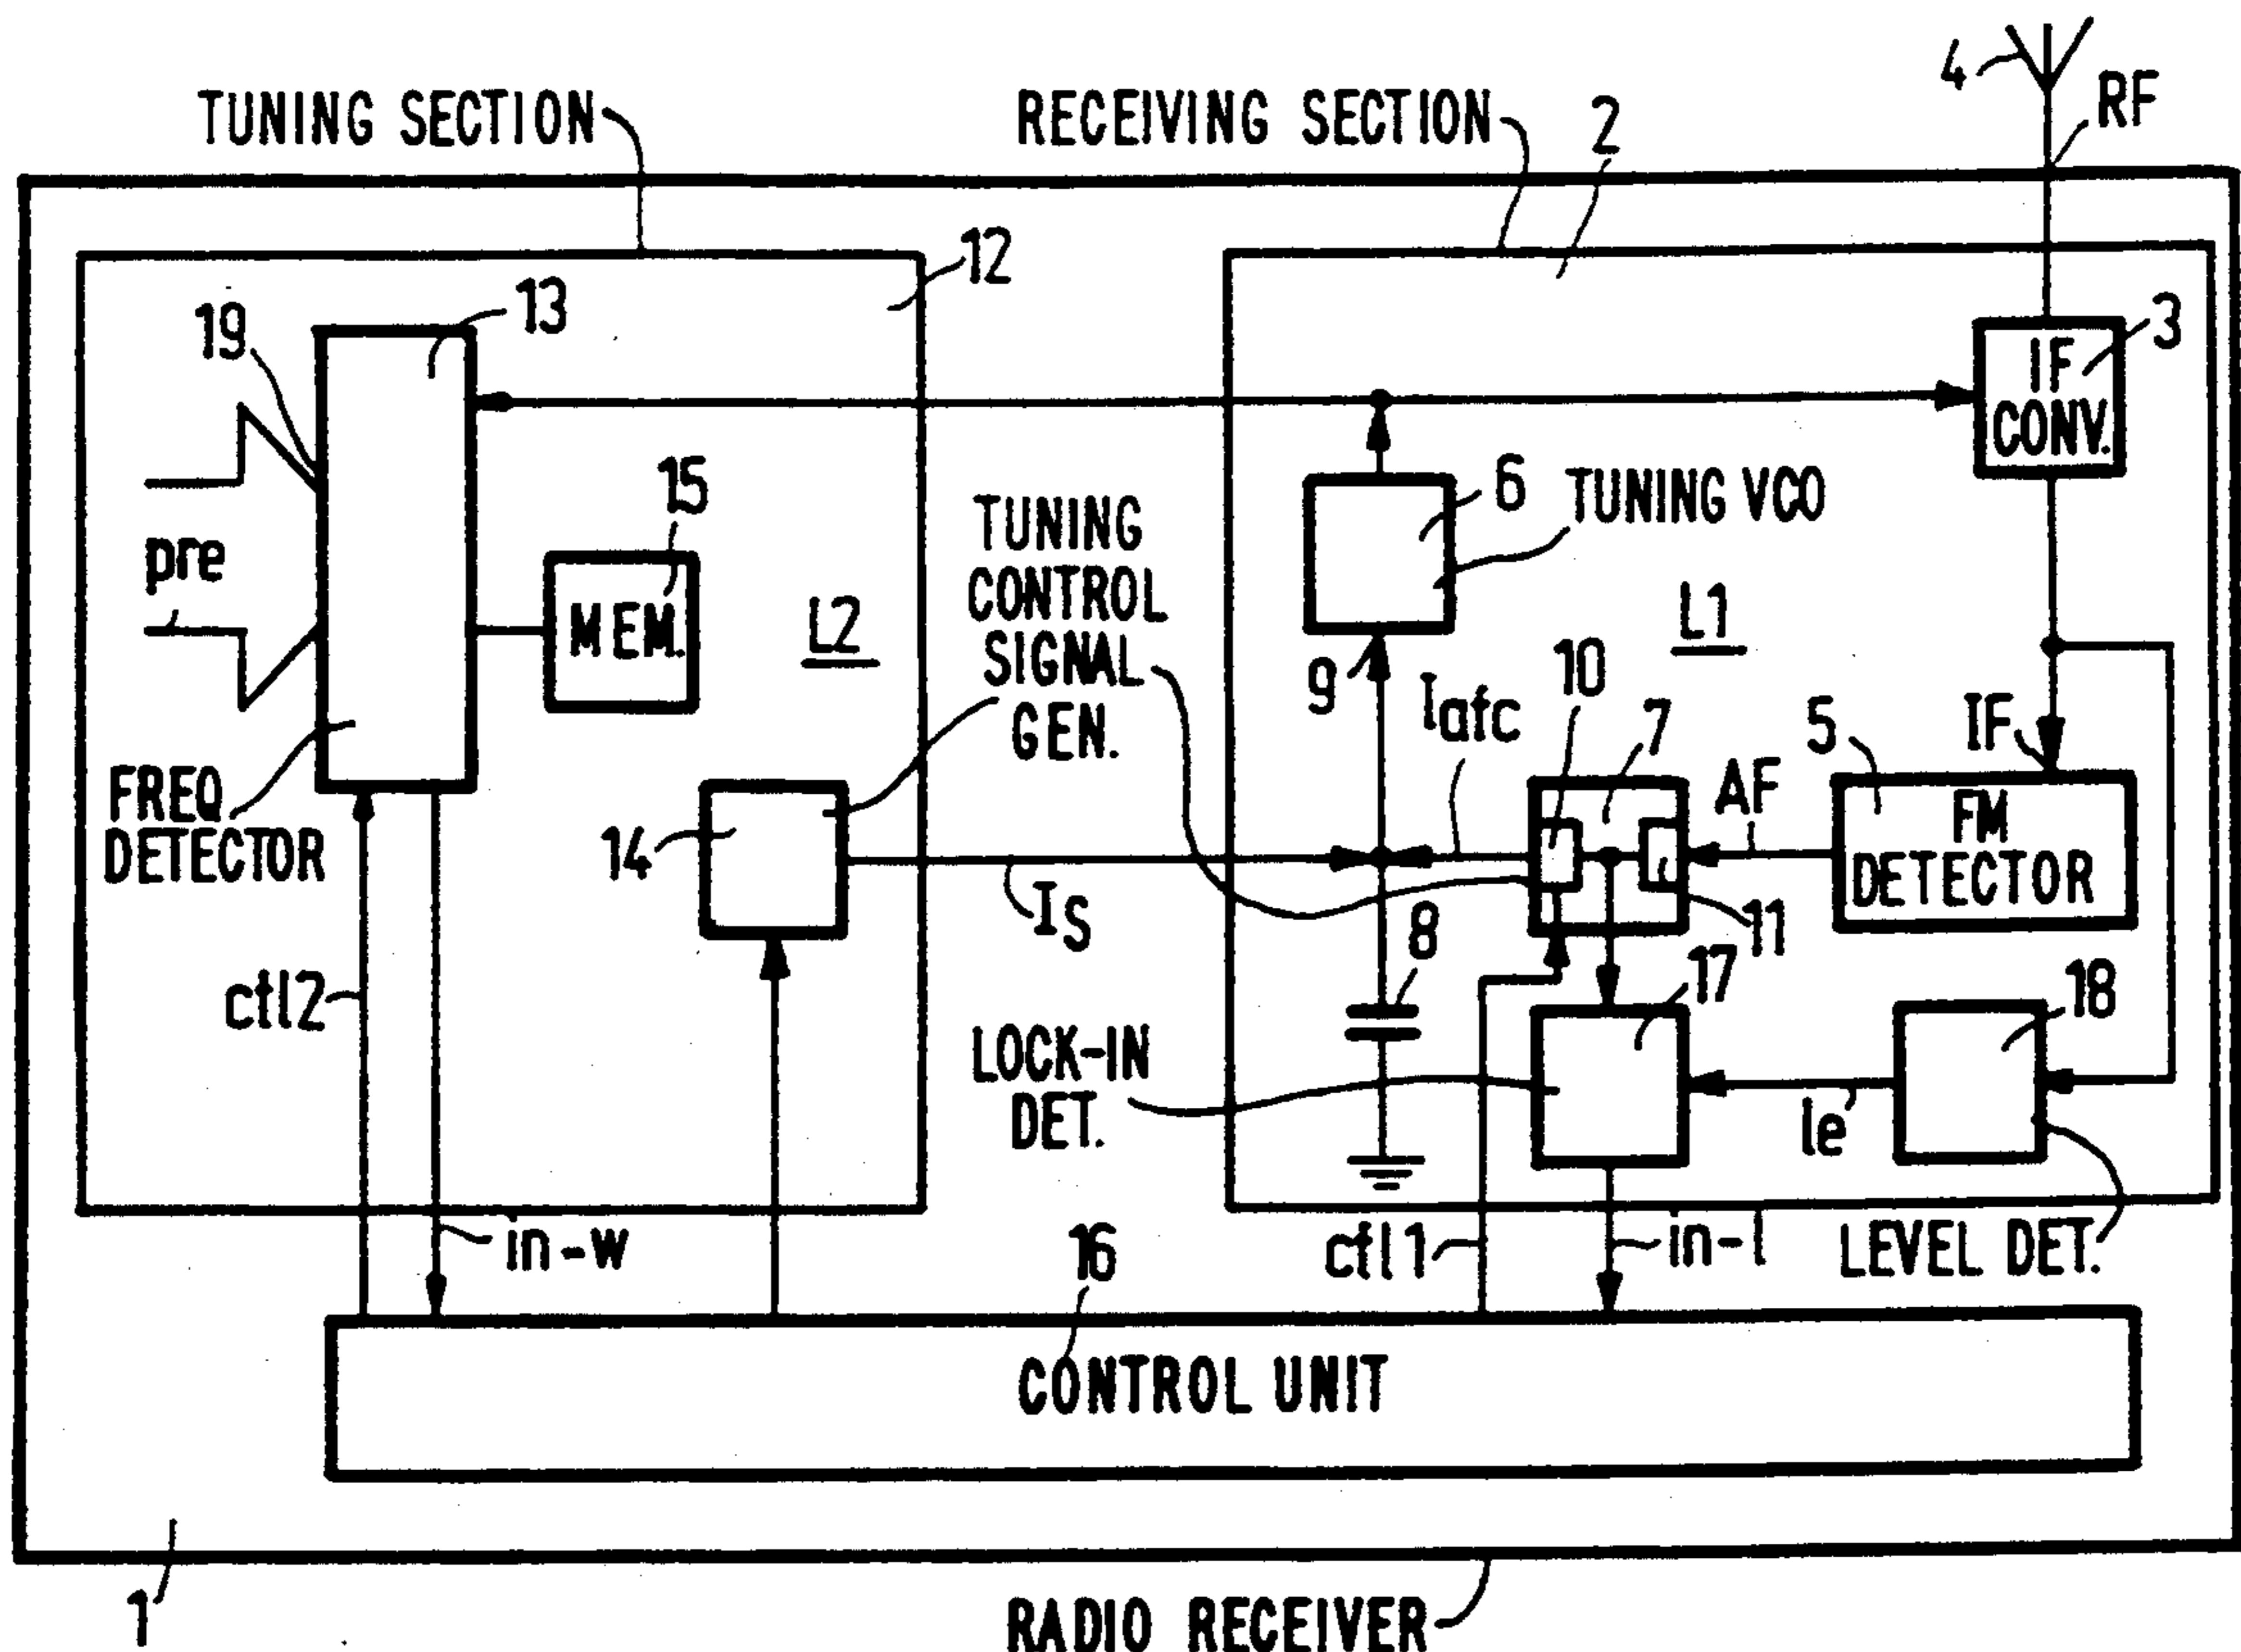 TUNING SECTION
RECEIVING SECTION
2
4
RF
12
13
19
3
IF
CONV.
15
pre
MEM.
L2
TUNING
CONTROL
SIGNAL
GEN.
6
TUNING VCO
9
L1
10
7
Iafc
5
IF
AF
FM
DETECTOR
FREQ
DETECTOR
14
IS
8
11
17
18
ctl2
LOCK-IN
DET.
le
in-w
16
ctl1
in-l
LEVEL DET.
CONTROL UNIT
1
RADIO RECEIVER